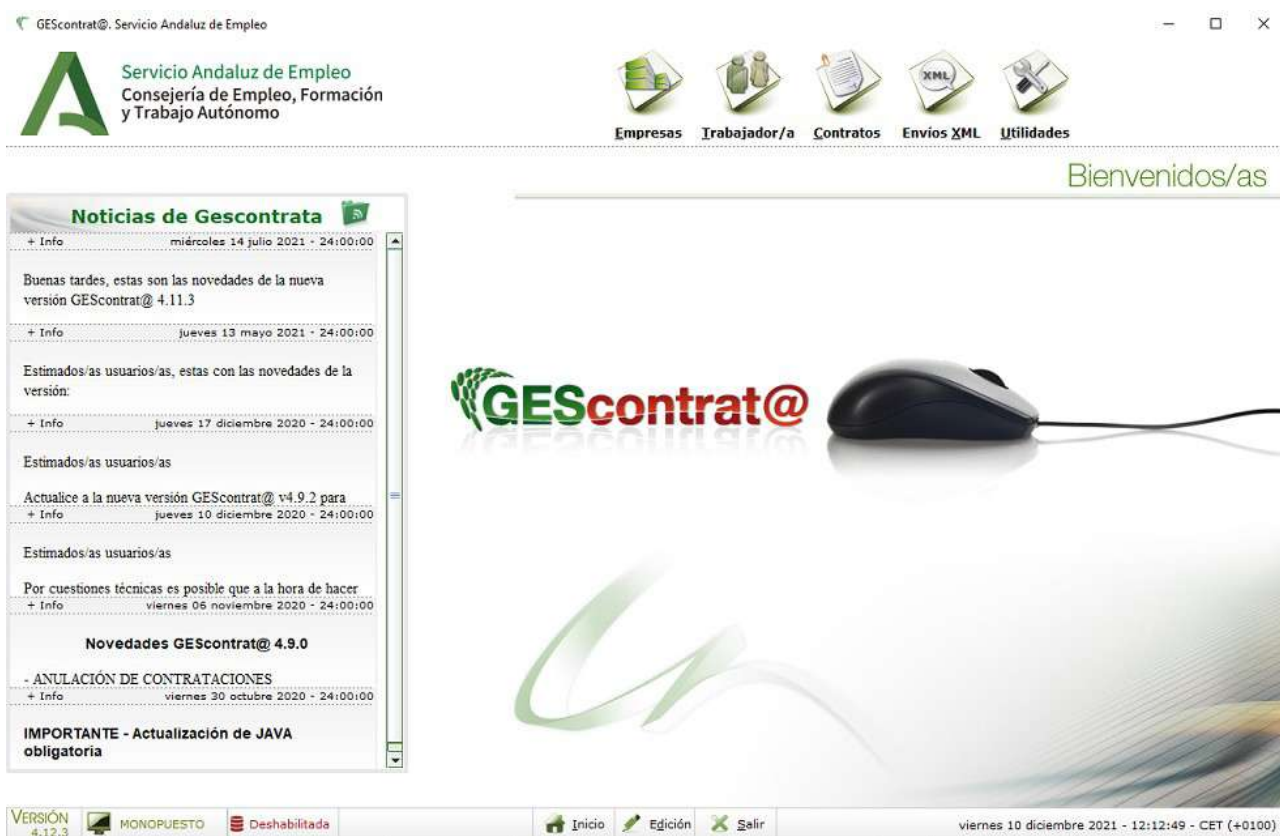 GEScontrat@. Servicio Andaluz de Empleo
Servicio Andaluz de Empleo
Consejería de Empleo, Formación
y Trabajo Autónomo
XML
Empresas Trabajador/a Contratos Envíos XML Utilidades
Bienvenidos/as
Noticias de Gescontrata
+ Info miércoles 14 julio 2021 - 24:00:00
Buenas tardes, estas son las novedades de la nueva
versión GEScontrat@ 4.11.3
+ Info jueves 13 mayo 2021 - 24:00:00
Estimados/as usuarios/as, estas con las novedades de la
versión:
+ Info jueves 17 diciembre 2020 - 24:00:00
Estimados/as usuarios/as
Actualice a la nueva versión GEScontrat@ v4.9.2 para
+ Info jueves 10 diciembre 2020 - 24:00:00
Estimados/as usuarios/as
Por cuestiones técnicas es posible que a la hora de hacer
+ Info viernes 06 noviembre 2020 - 24:00:00
Novedades GEScontrat@ 4.9.0
- ANULACIÓN DE CONTRATACIONES
+ Info viernes 30 octubre 2020 - 24:00:00
IMPORTANTE - Actualización de JAVA
obligatoria
GEScontrat@
VERSIÓN
4.12.3
MONOPUESTO Deshabilitada Inicio Edición Salir viernes 10 diciembre 2021 - 12:12:49 - CET (+0100)